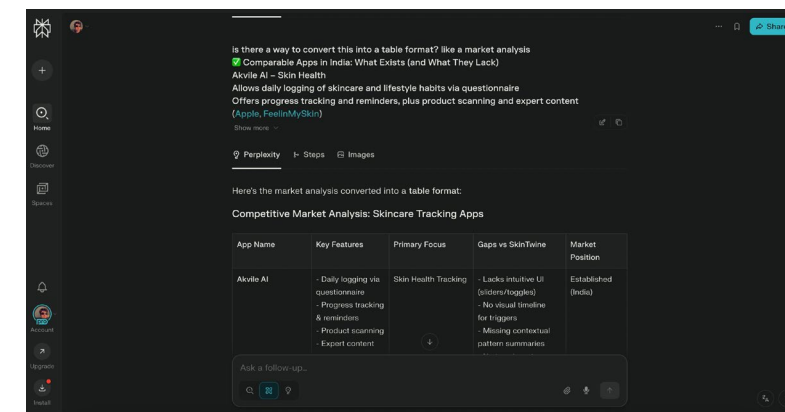 Share
is there a way to convert this into a table format? like a market analysis
✅ Comparable Apps in India: What Exists (and What They Lack)
Akvile AI – Skin Health
Allows daily logging of skincare and lifestyle habits via questionnaire
Offers progress tracking and reminders, plus product scanning and expert content
(Apple, FeelinMySkin)
Show more
Home
Discover
Spaces
Perplexity Steps Images
Here's the market analysis converted into a table format:
Competitive Market Analysis: Skincare Tracking Apps
App Name Key Features Primary Focus Gaps vs SkinTwine Market
Position
Akvile AI - Daily logging via Skin Health Tracking - Lacks intuitive UI Established
questionnaire (sliders/toggles) (India)
- Progress tracking - No visual timeline
& reminders for triggers
- Product scanning - Missing contextual
- Expert content pattern summaries
Account
Upgrade
Install
Ask a follow-up...